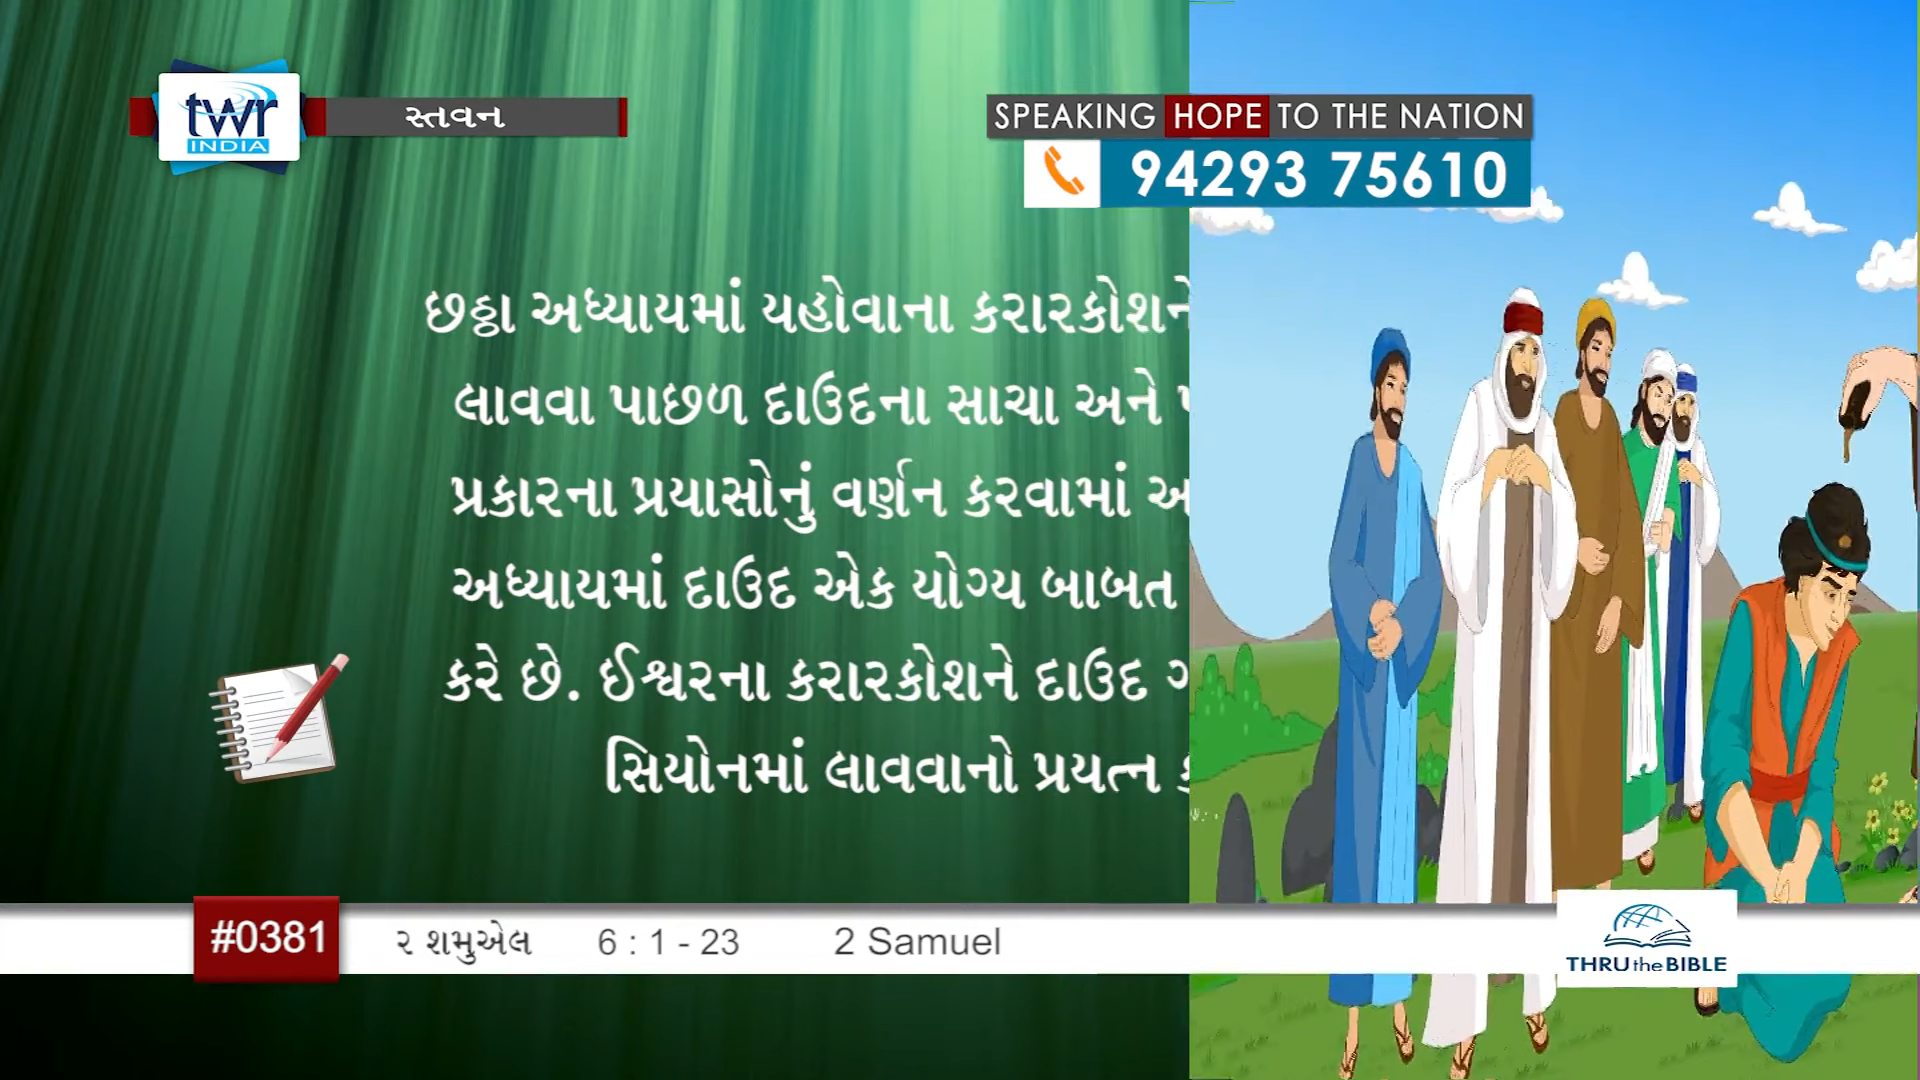 twr
INDIA
સ્તવન
SPEAKING HOPE TO THE NATION
94293 75610
છઠ્ઠા અધ્યાયમાં યહોવાના કરારકોશને
લાવવા પાછળ દાઉદના સાચા અને
પ્રકારના પ્રયાસોનું વર્ણન કરવામાં
અધ્યાયમાં દાઉદ એક યોગ્ય બાબત
કરે છે. ઈશ્વરના કરારકોશને દાઉદ
સિયોનમાં લાવવાનો પ્રયત્ન
#0381 ૨ શમુએલ 6 : 1 - 23 2 Samuel
THRU the BIBLE